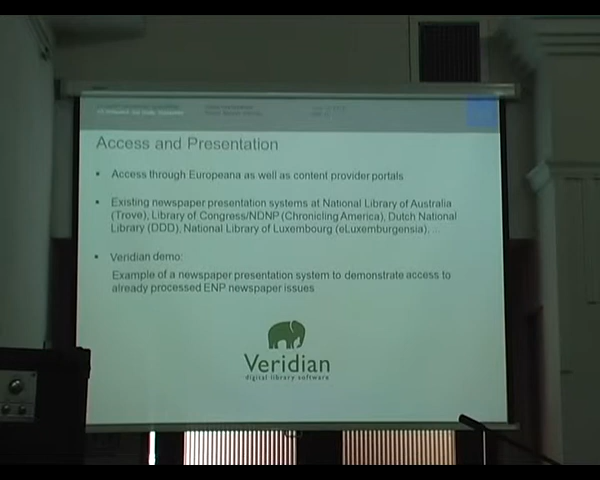 Access and Presentation
• Access through Europeana as well as content provider portals
• Existing newspaper presentation systems at National Library of Australia
(Trove), Library of Congress/NDNP (Chronicling America), Dutch National
Library (DDD), National Library of Luxembourg (eLuxemburgensia), ...
• Veridian demo:
Example of a newspaper presentation system to demonstrate access to
already processed ENP newspaper issues
Veridian
digital library software